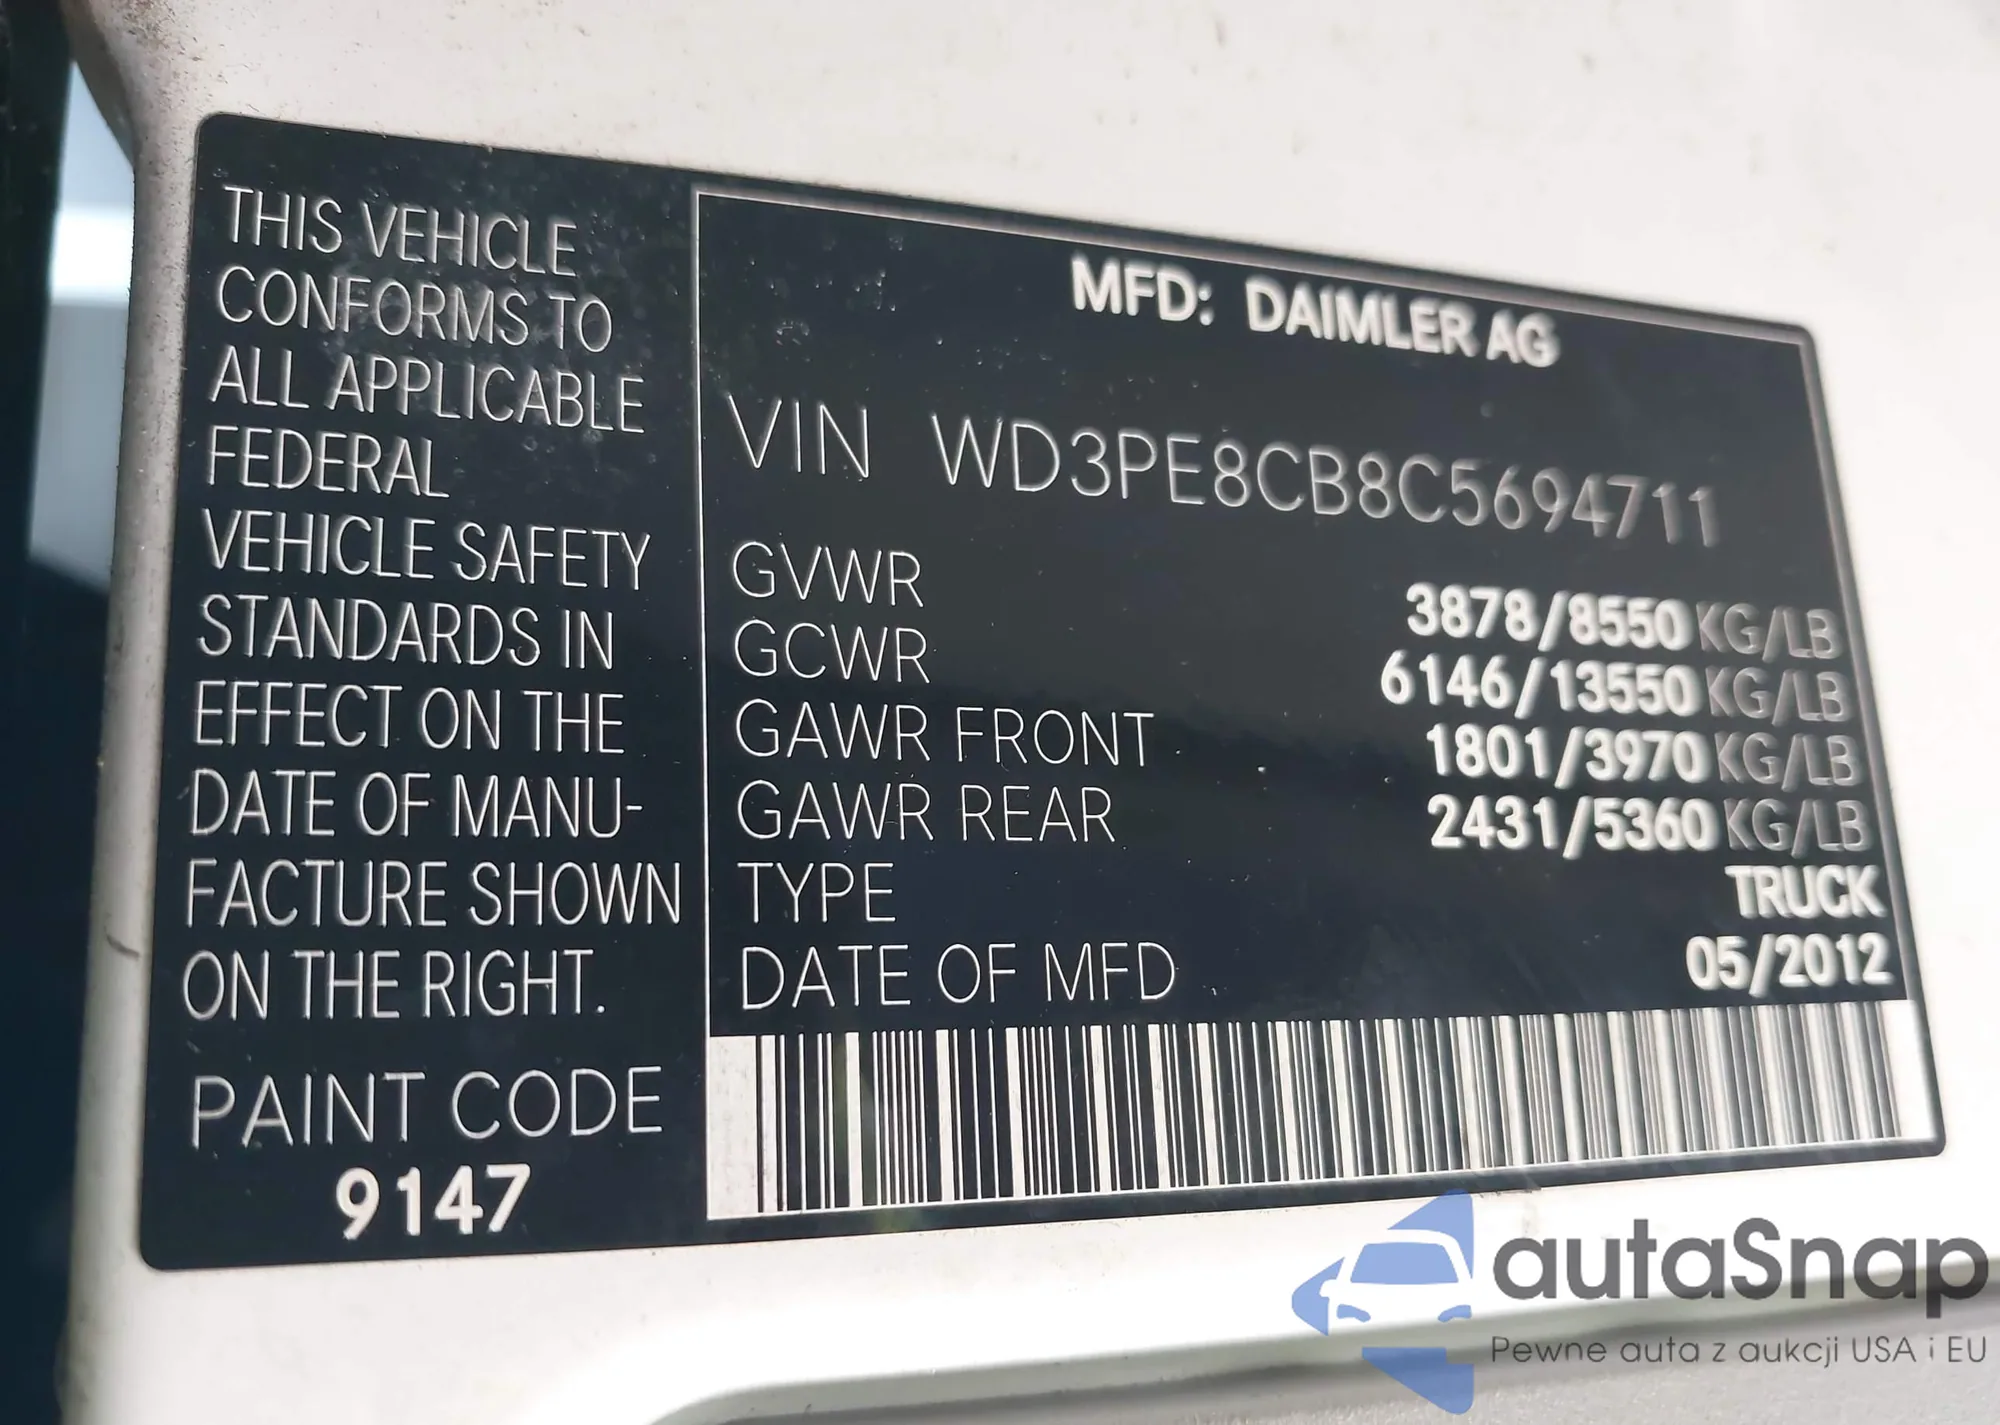 THIS VEHICLE
CONFORMS TO
ALL APPLICABLE
FEDERAL
VEHICLE SAFETY
STANDARDS IN
EFFECT ON THE
DATE OF MANU-
FACTURE SHOWN
ON THE RIGHT.
PAINT CODE
9147
MFD: DAIMLER AG
VIN WD3PE8CB8C5694711
GVWR 3878/8550 KG/LB
GCWR 6146/13550 KG/LB
GAWR FRONT 1801/3970 KG/LB
GAWR REAR 2431/5360 KG/LB
TYPE TRUCK
DATE OF MFD 05/2012
autaSnap
Pewne auta z aukcji USA i EU